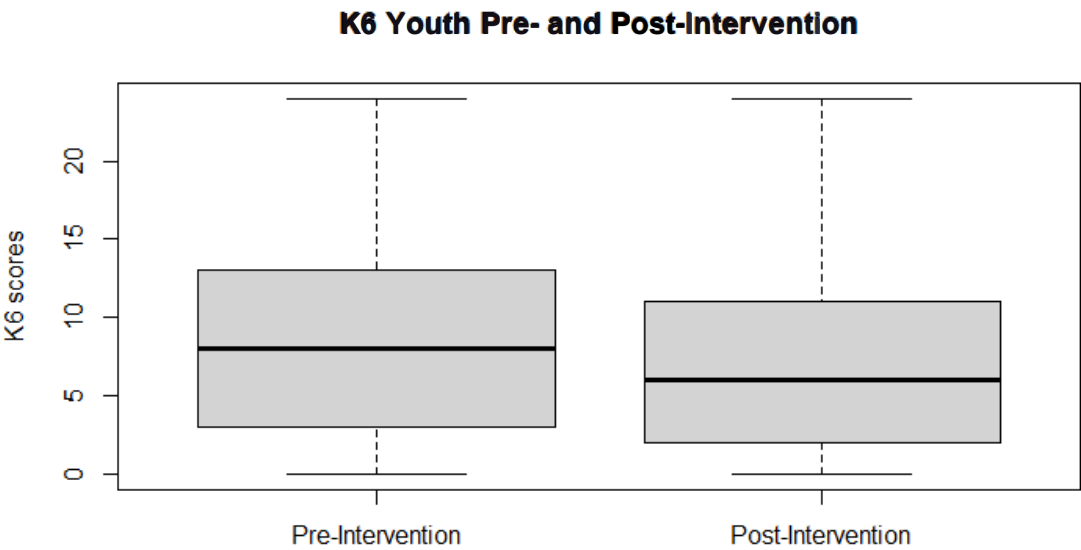 K6 Youth Pre- and Post-Intervention
K6 scores
20
15
10
5
0
Pre-Intervention
Post-Intervention